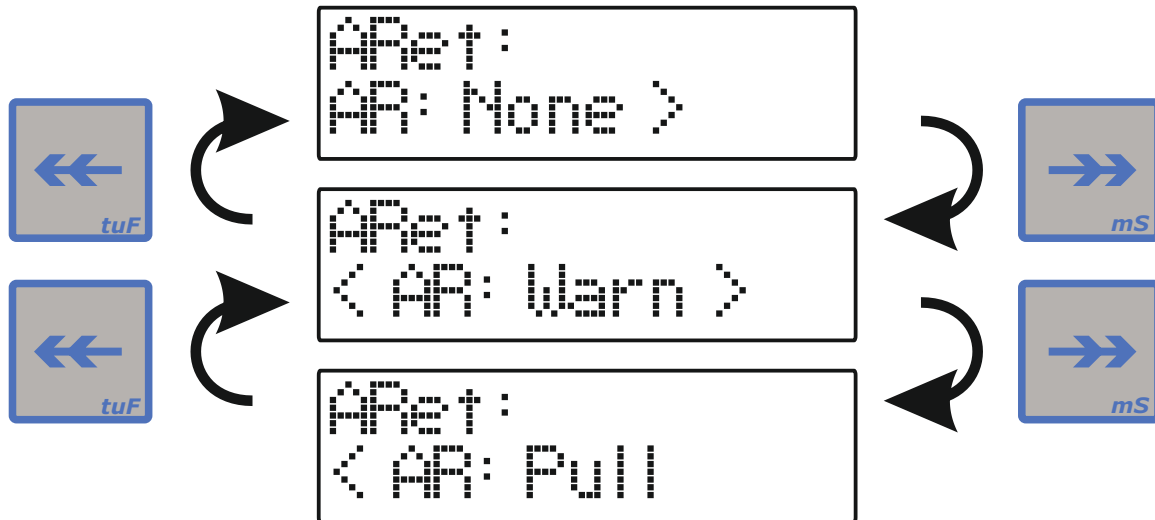 ARet:
AR: None >
tuF
mS
ARet:
< AR: Warn >
tuF
mS
ARet:
< AR: Pull